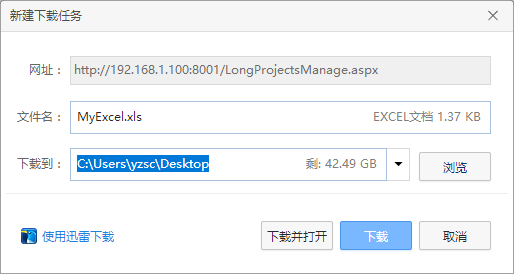 新建下载任务
网址： http://192.168.1.100:8001/LongProjectsManage.aspx
文件名： MyExcel.xls EXCEL文档 1.37 KB
下载到： C:\Users\yzsc\Desktop 剩: 42.49 GB 浏览
使用迅雷下载 下载并打开 下载 取消